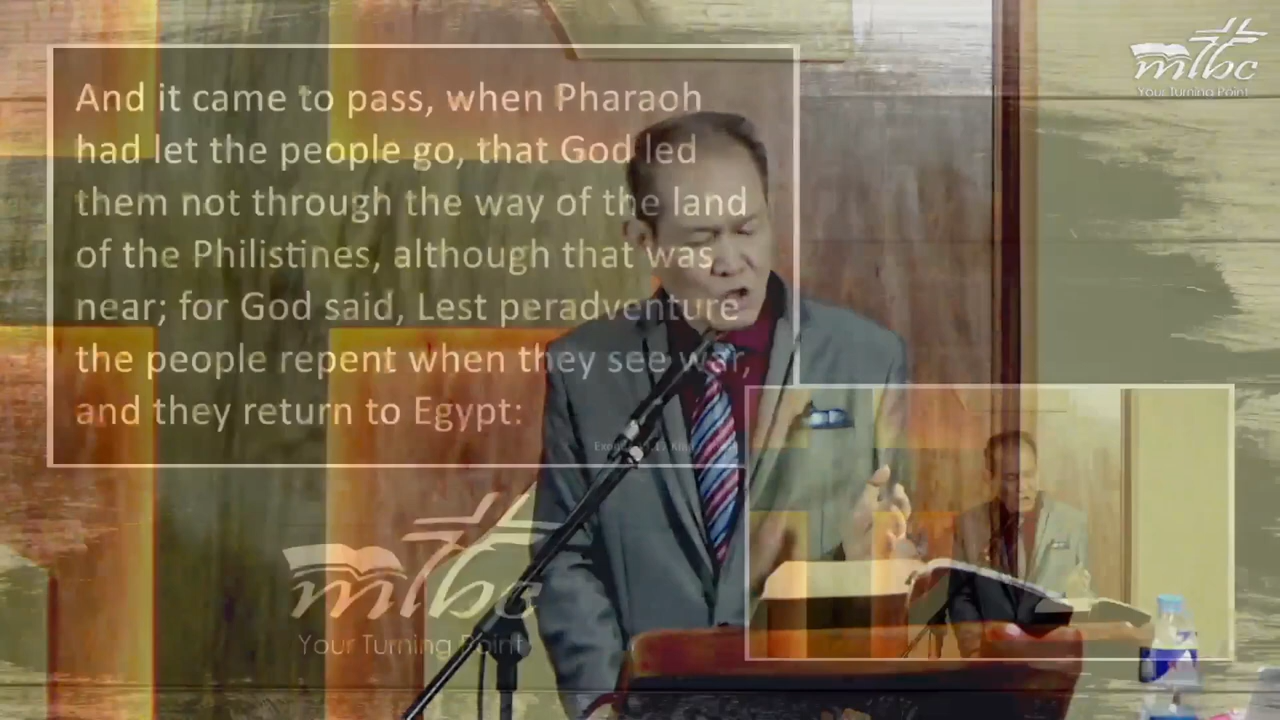 mtbc
Your Turning Point
And it came to pass, when Pharaoh
had let the people go, that God led
them not through the way of the land
of the Philistines, although that was
near; for God said, Lest peradventure
the people repent when they see war,
and they return to Egypt:
mtbc
Your Turning Point